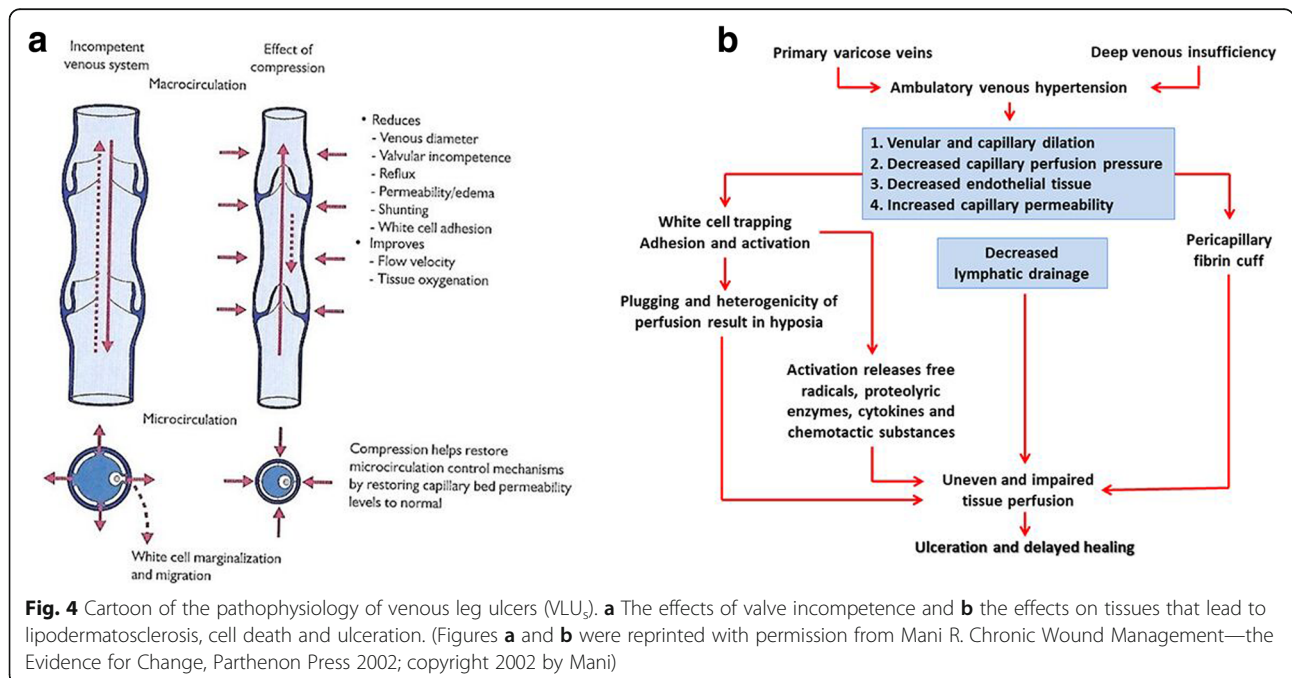 a
Incompetent
venous system
Effect of
compression
Macrocirculation
• Reduces
- Venous diameter
- Valvular incompetence
- Reflux
- Permeability/edema
- Shunting
- White cell adhesion
• Improves
- Flow velocity
- Tissue oxygenation
Microcirculation
Compression helps restore
microcirculation control mechanisms
by restoring capillary bed permeability
levels to normal
White cell marginalization
and migration
b
Primary varicose veins
Deep venous insufficiency
Ambulatory venous hypertension
1. Venular and capillary dilation
2. Decreased capillary perfusion pressure
3. Decreased endothelial tissue
4. Increased capillary permeability
White cell trapping
Adhesion and activation
Decreased
lymphatic drainage
Pericapillary
fibrin cuff
Plugging and heterogenicity of
perfusion result in hyposia
Activation releases free
radicals, proteolyric
enzymes, cytokines and
chemotactic substances
Uneven and impaired
tissue perfusion
Ulceration and delayed healing
Fig. 4 Cartoon of the pathophysiology of venous leg ulcers (VLUs). a The effects of valve incompetence and b the effects on tissues that lead to
lipodermatosclerosis, cell death and ulceration. (Figures a and b were reprinted with permission from Mani R. Chronic Wound Management—the
Evidence for Change, Parthenon Press 2002; copyright 2002 by Mani)